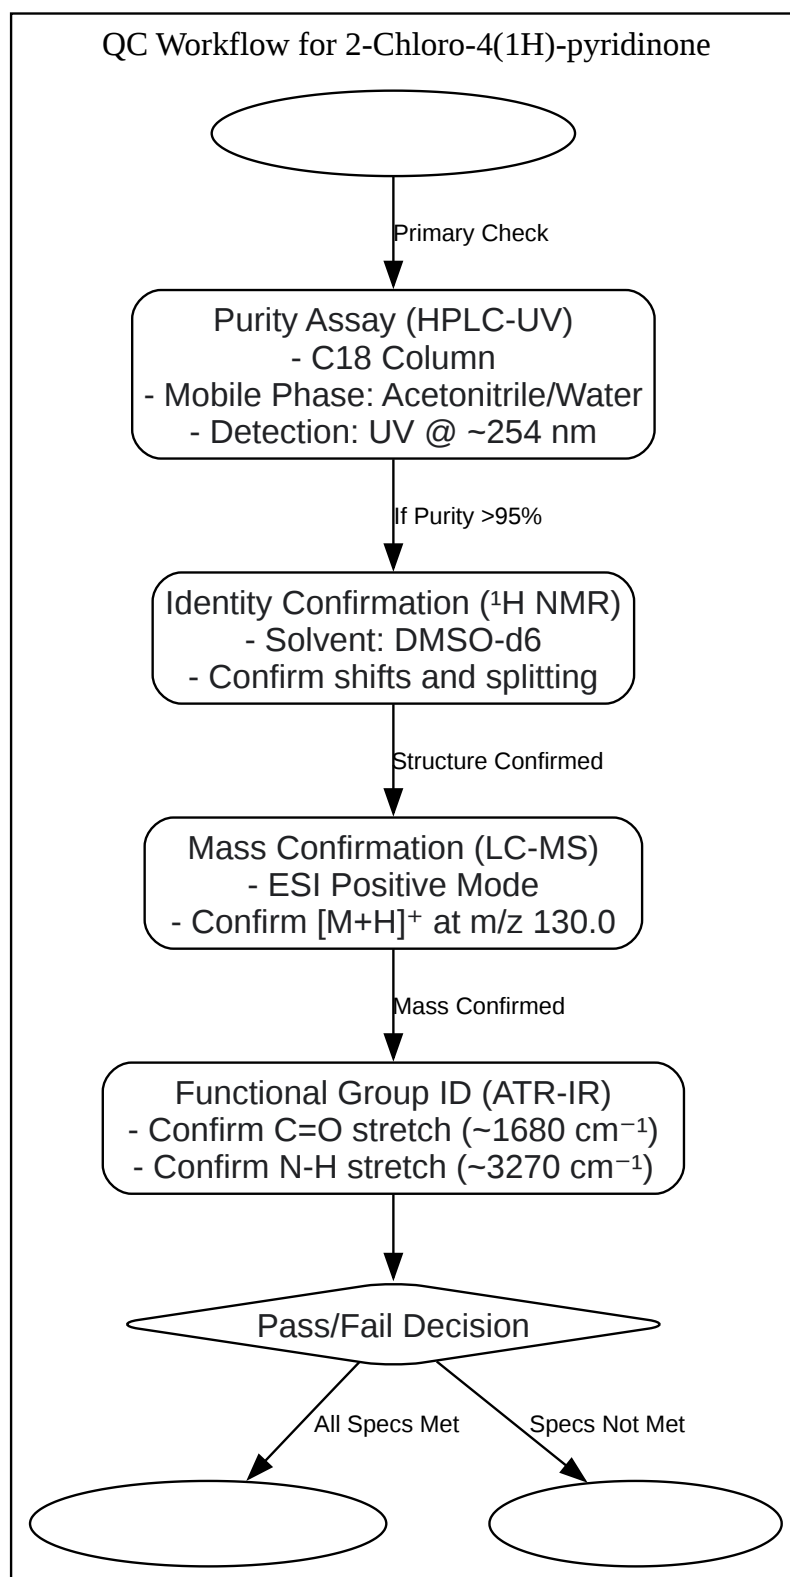 QC Workflow for 2-Chloro-4(1H)-pyridinone
Primary Check
Purity Assay (HPLC-UV)
- C18 Column
- Mobile Phase: Acetonitrile/Water
- Detection: UV @ ~254 nm
If Purity >95%
Identity Confirmation (¹H NMR)
- Solvent: DMSO-d6
- Confirm shifts and splitting
Structure Confirmed
Mass Confirmation (LC-MS)
- ESI Positive Mode
- Confirm [M+H]⁺ at m/z 130.0
Mass Confirmed
Functional Group ID (ATR-IR)
- Confirm C=O stretch (~1680 cm⁻¹)
- Confirm N-H stretch (~3270 cm⁻¹)
Pass/Fail Decision
All Specs Met
Specs Not Met